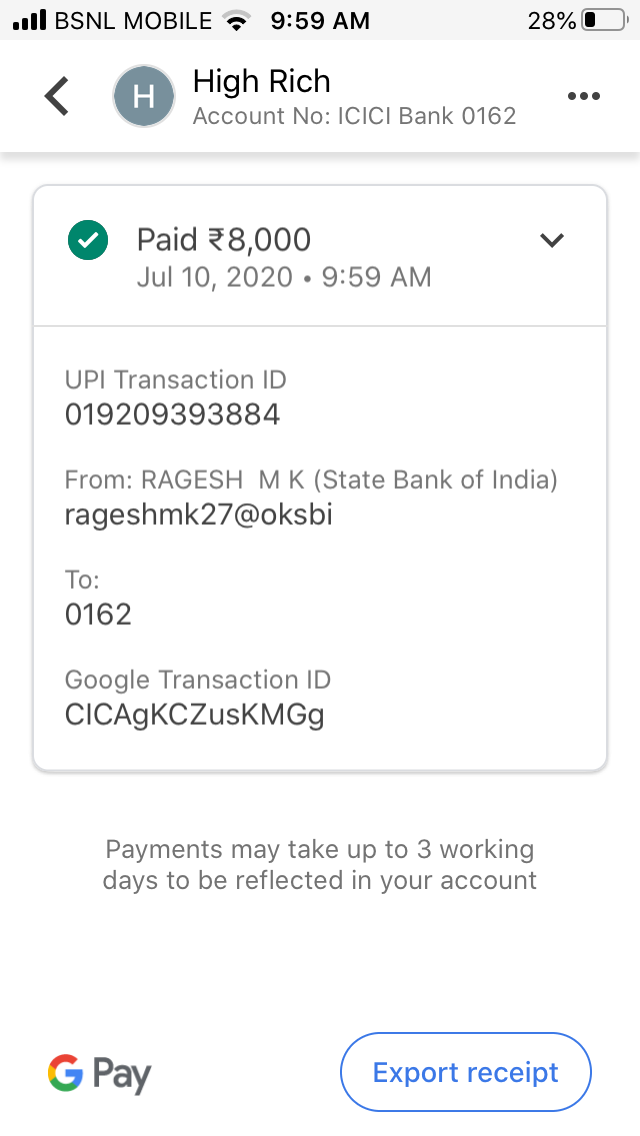 BSNL MOBILE 9:59 AM 28%
High Rich
H
Account No: ICICI Bank 0162
Paid ₹8,000
Jul 10, 2020 • 9:59 AM
UPI Transaction ID
019209393884
From: RAGESH M K (State Bank of India)
rageshmk27@oksbi
To:
0162
Google Transaction ID
CICAgKCZusKMGg
Payments may take up to 3 working
days to be reflected in your account
G Pay Export receipt